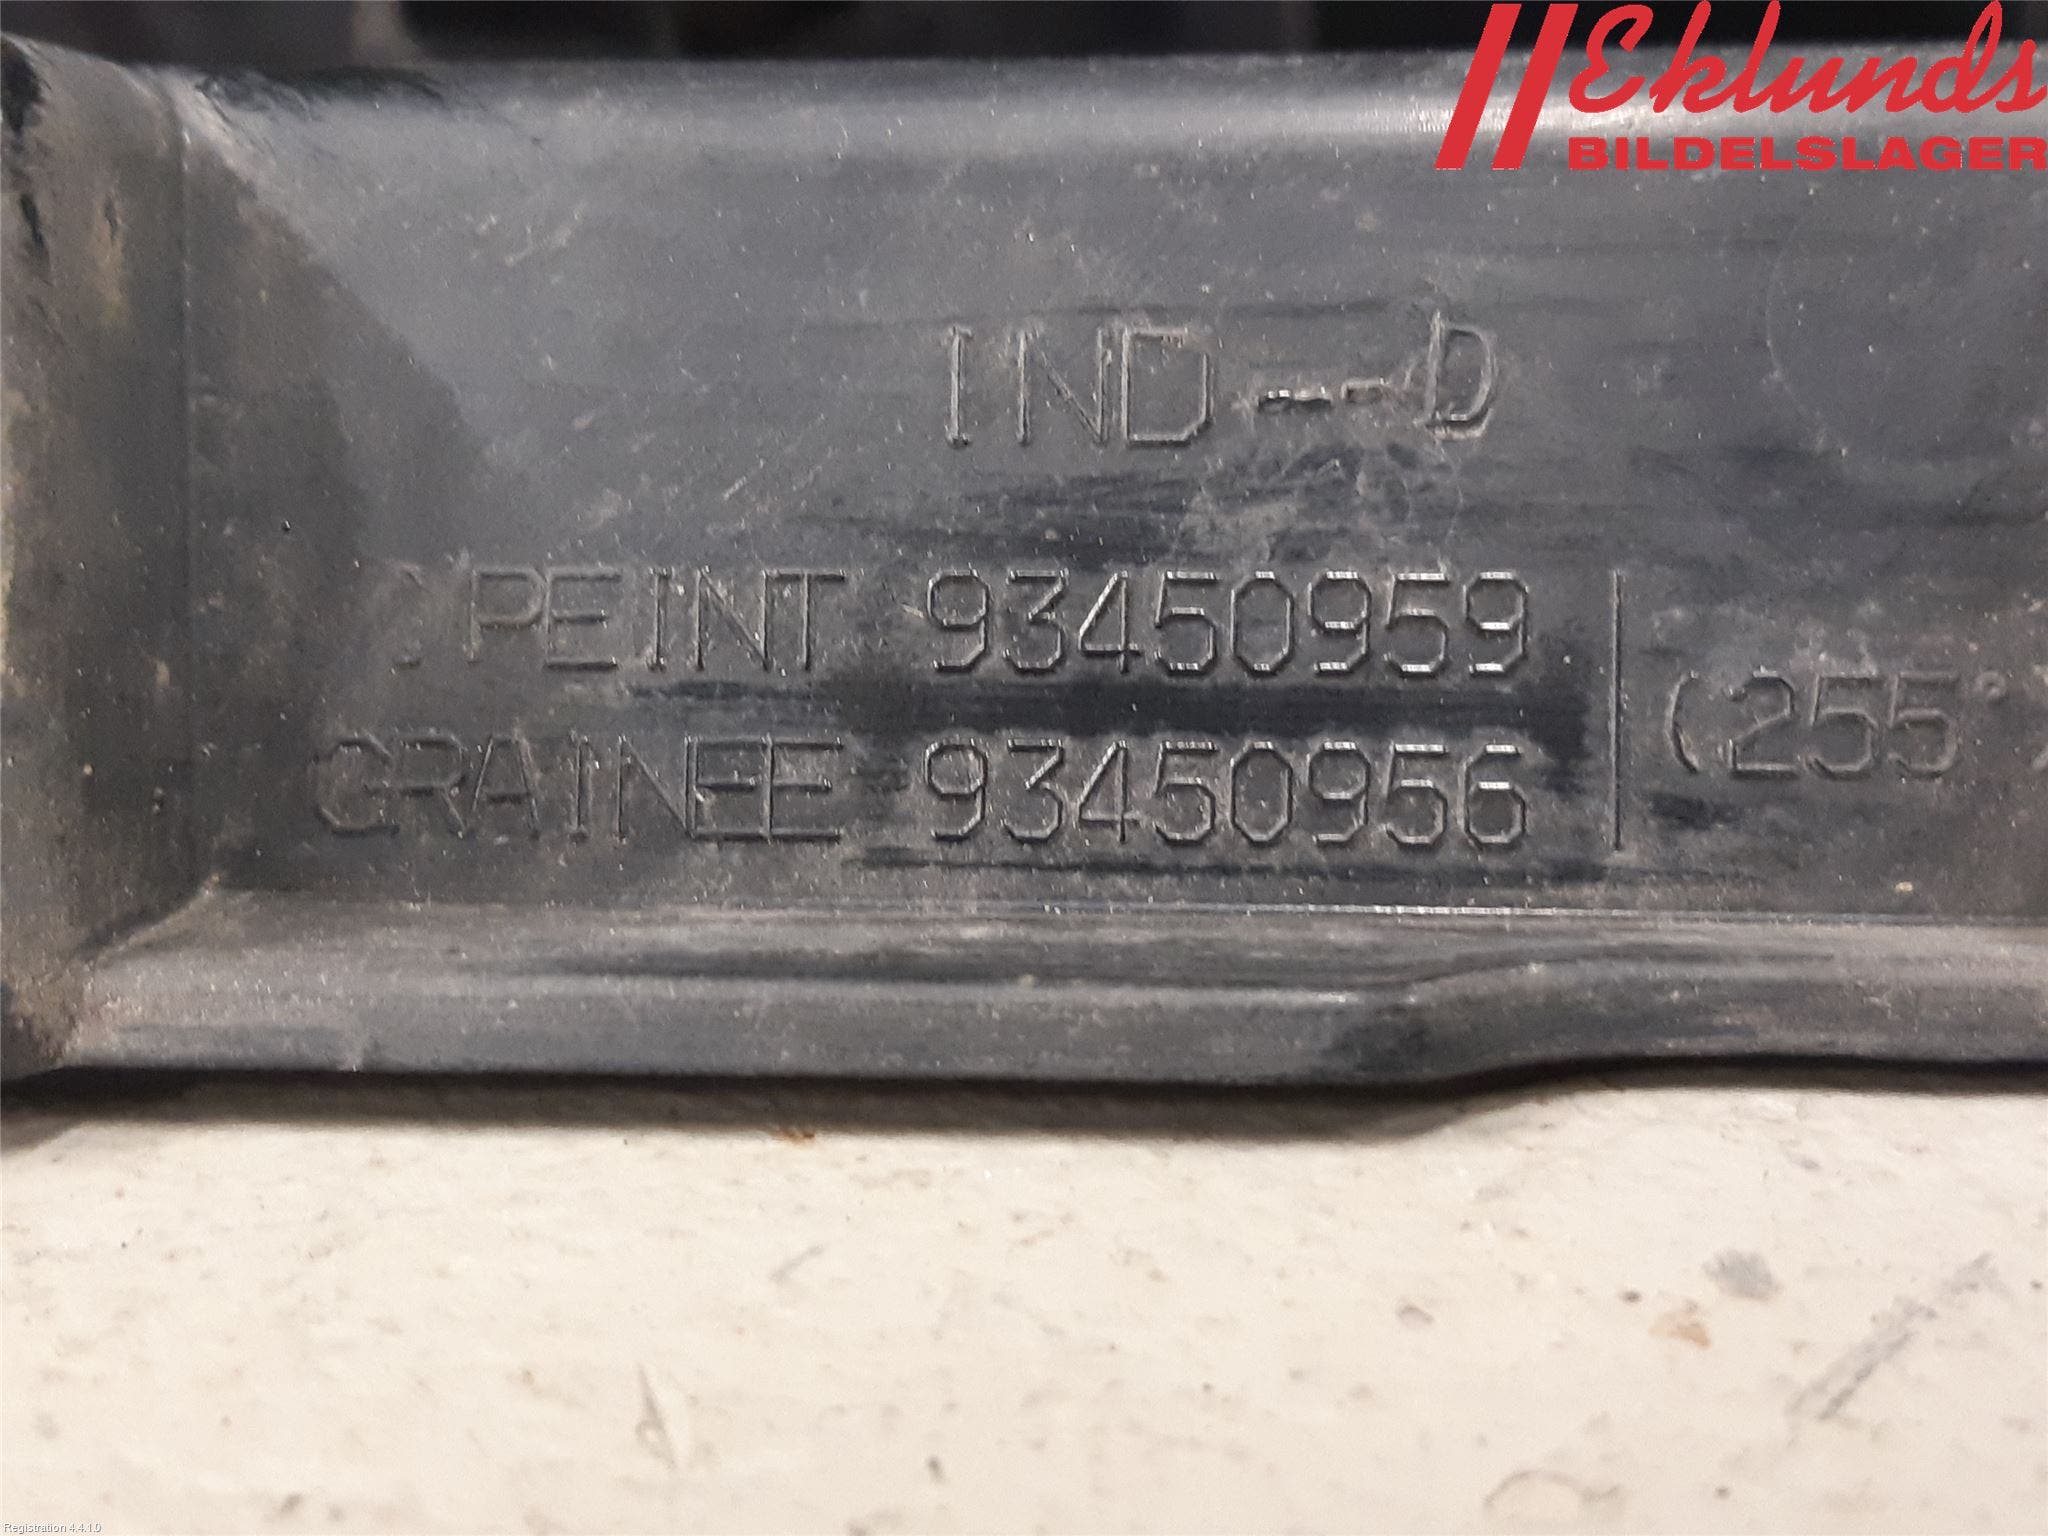 Eklunds
BILDELSLAGER
IND--D
PEINT 93450959
GRAINEE 93450956
(255°)
Registration 4.4.1.0